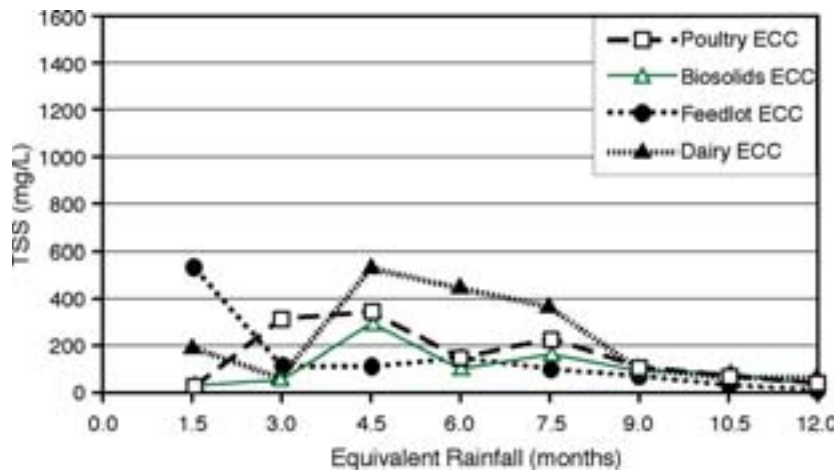 1600
1400
1200
1000
800
600
400
200
0
TSS (mg/L)
Poultry ECC
Biosolids ECC
Feedlot ECC
Dairy ECC
0.0 1.5 3.0 4.5 6.0 7.5 9.0 10.5 12.0
Equivalent Rainfall (months)